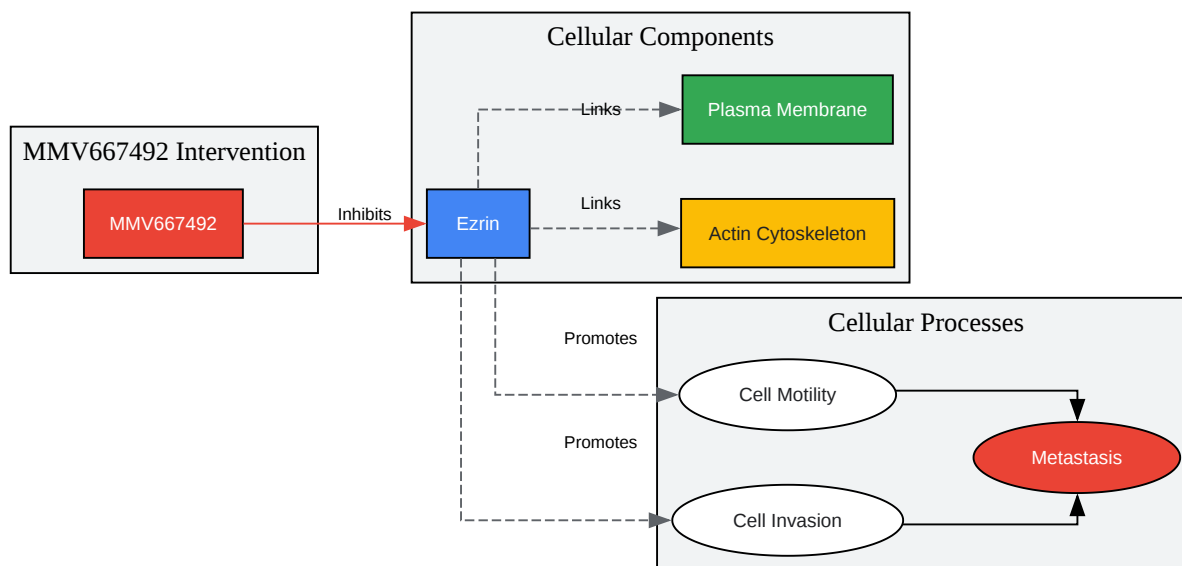 Cellular Components
Links
Plasma Membrane
MMV667492 Intervention
MMV667492
Inhibits
Ezrin
Links
Actin Cytoskeleton
Cellular Processes
Promotes
Cell Motility
Promotes
Metastasis
Cell Invasion